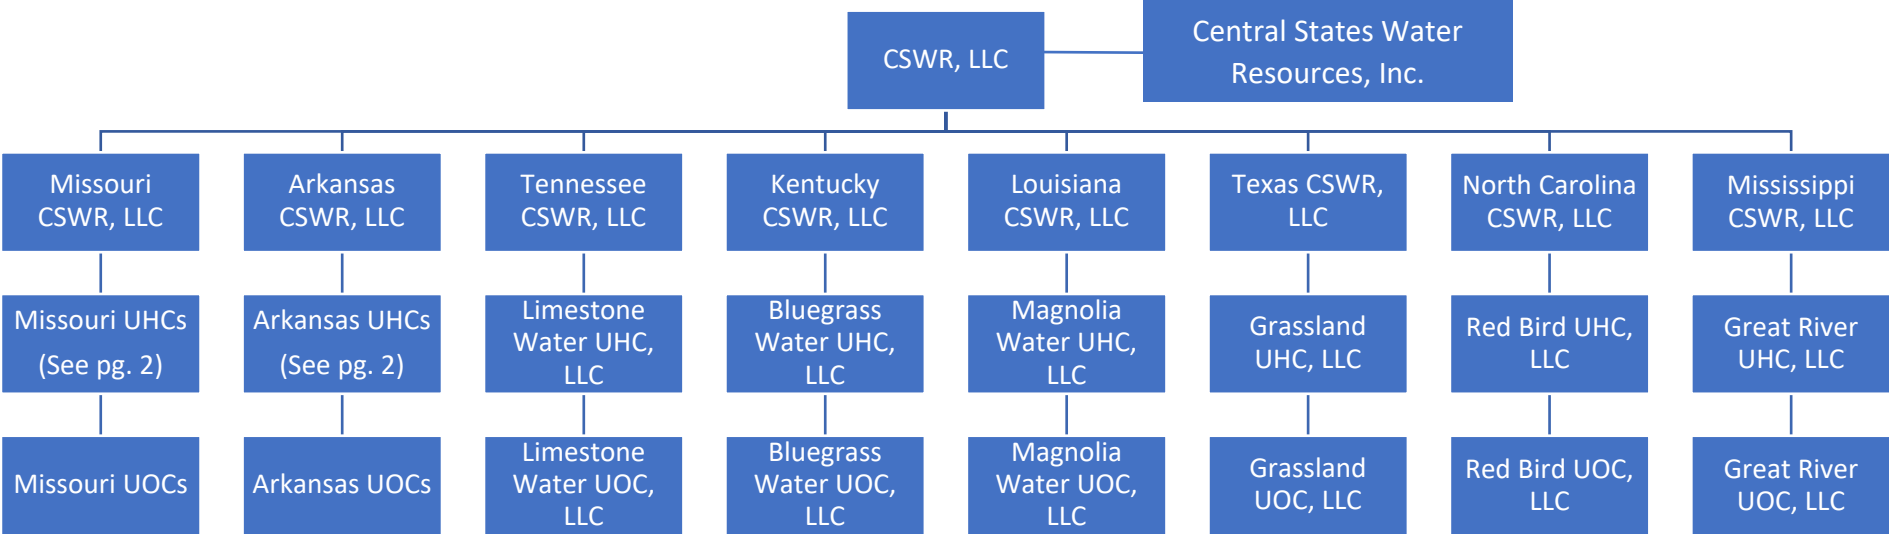 CSWR, LLC
Central States Water
Resources, Inc.
Missouri
CSWR, LLC
Arkansas
CSWR, LLC
Tennessee
CSWR, LLC
Kentucky
CSWR, LLC
Louisiana
CSWR, LLC
Texas CSWR,
LLC
North Carolina
CSWR, LLC
Mississippi
CSWR, LLC
Missouri UHCs
(See pg. 2)
Arkansas UHCs
(See pg. 2)
Limestone
Water UHC,
LLC
Bluegrass
Water UHC,
LLC
Magnolia
Water UHC,
LLC
Grassland
UHC, LLC
Red Bird UHC,
LLC
Great River
UHC, LLC
Missouri UOCs
Arkansas UOCs
Limestone
Water UOC,
LLC
Bluegrass
Water UOC,
LLC
Magnolia
Water UOC,
LLC
Grassland
UOC, LLC
Red Bird UOC,
LLC
Great River
UOC, LLC